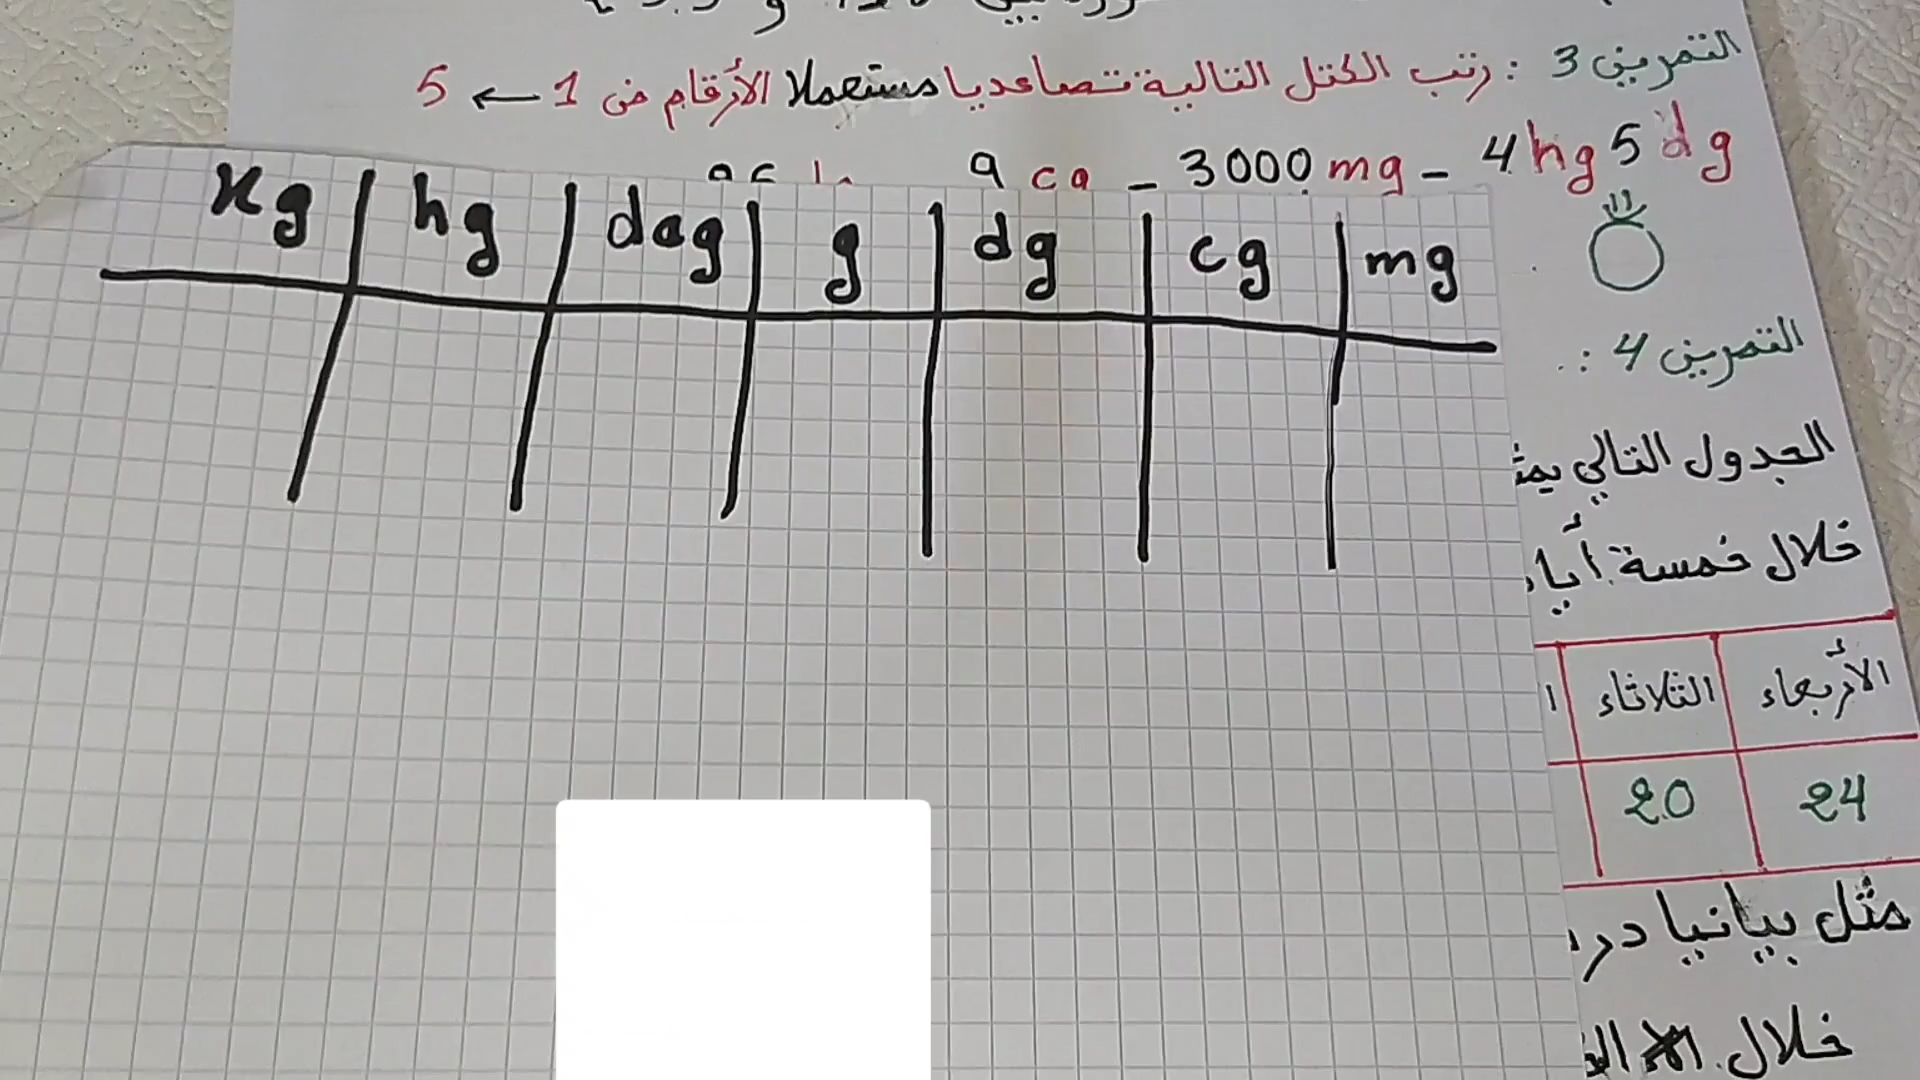 التمرين 3 : رتب الكتل التالية تصاعديا مستعملا الأرقام من 1 ← 5
4 hg 5 dg - 3000 mg - 9 cg
kg hg dag g dg cg mg
التمرين 4 :
الجدول التالي
خلال خمسة
الأربعاء الثلاثاء
24 20
مثل بيانيا
خلال